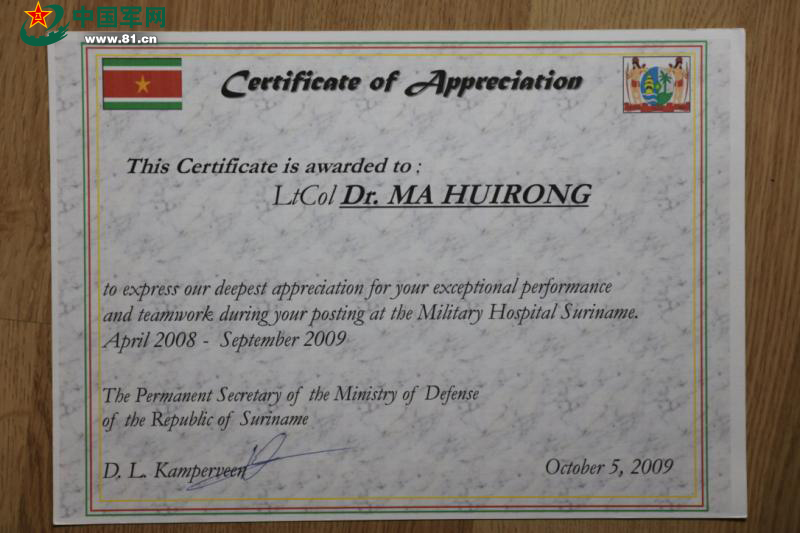 中国军网
www.81.cn
Certificate of Appreciation
This Certificate is awarded to :
LtCol Dr. MA HUIRONG
to express our deepest appreciation for your exceptional performance
and teamwork during your posting at the Military Hospital Suriname.
April 2008 - September 2009
The Permanent Secretary of the Ministry of Defense
of the Republic of Suriname
D. L. Kamperveen
October 5, 2009